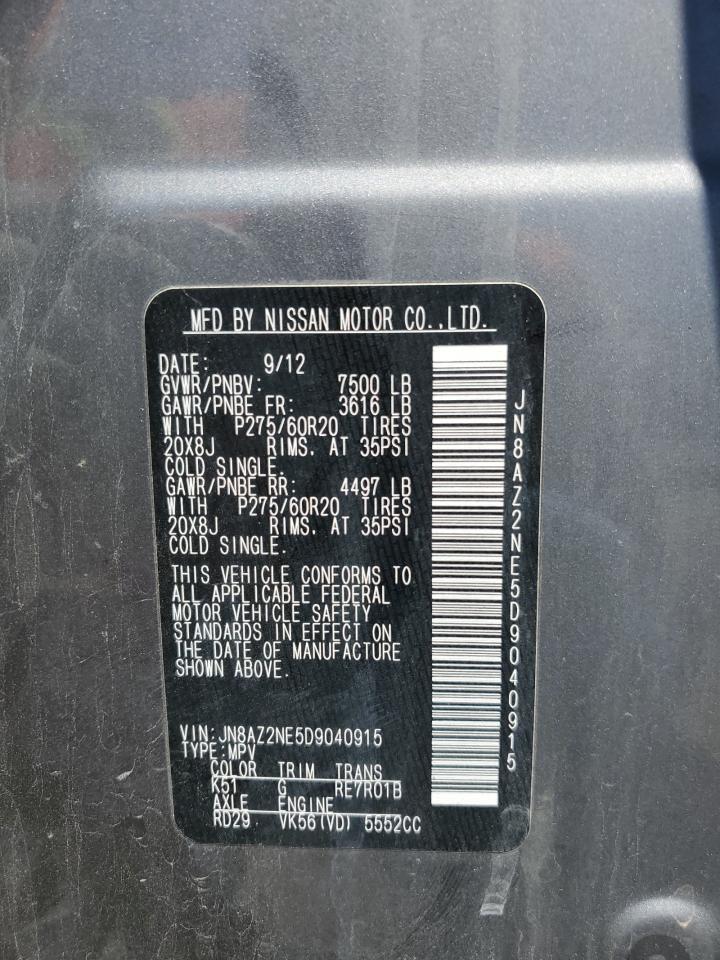 MFD BY NISSAN MOTOR CO.,LTD.
DATE: 9/12
GVWR/PNBV: 7500 LB
GAWR/PNBE FR: 3616 LB
WITH P275/60R20 TIRES
20X8J RIMS. AT 35PSI
COLD SINGLE.
GAWR/PNBE RR: 4497 LB
WITH P275/60R20 TIRES
20X8J RIMS. AT 35PSI
COLD SINGLE.
THIS VEHICLE CONFORMS TO
ALL APPLICABLE FEDERAL
MOTOR VEHICLE SAFETY
STANDARDS IN EFFECT ON
THE DATE OF MANUFACTURE
SHOWN ABOVE.
VIN:JN8AZ2NE5D9040915
TYPE:MPV
COLOR TRIM TRANS
K51 G RE7R01B
AXLE ENGINE
RD29 VK56(VD) 5552CC
JN8AZ2NE5D9040915